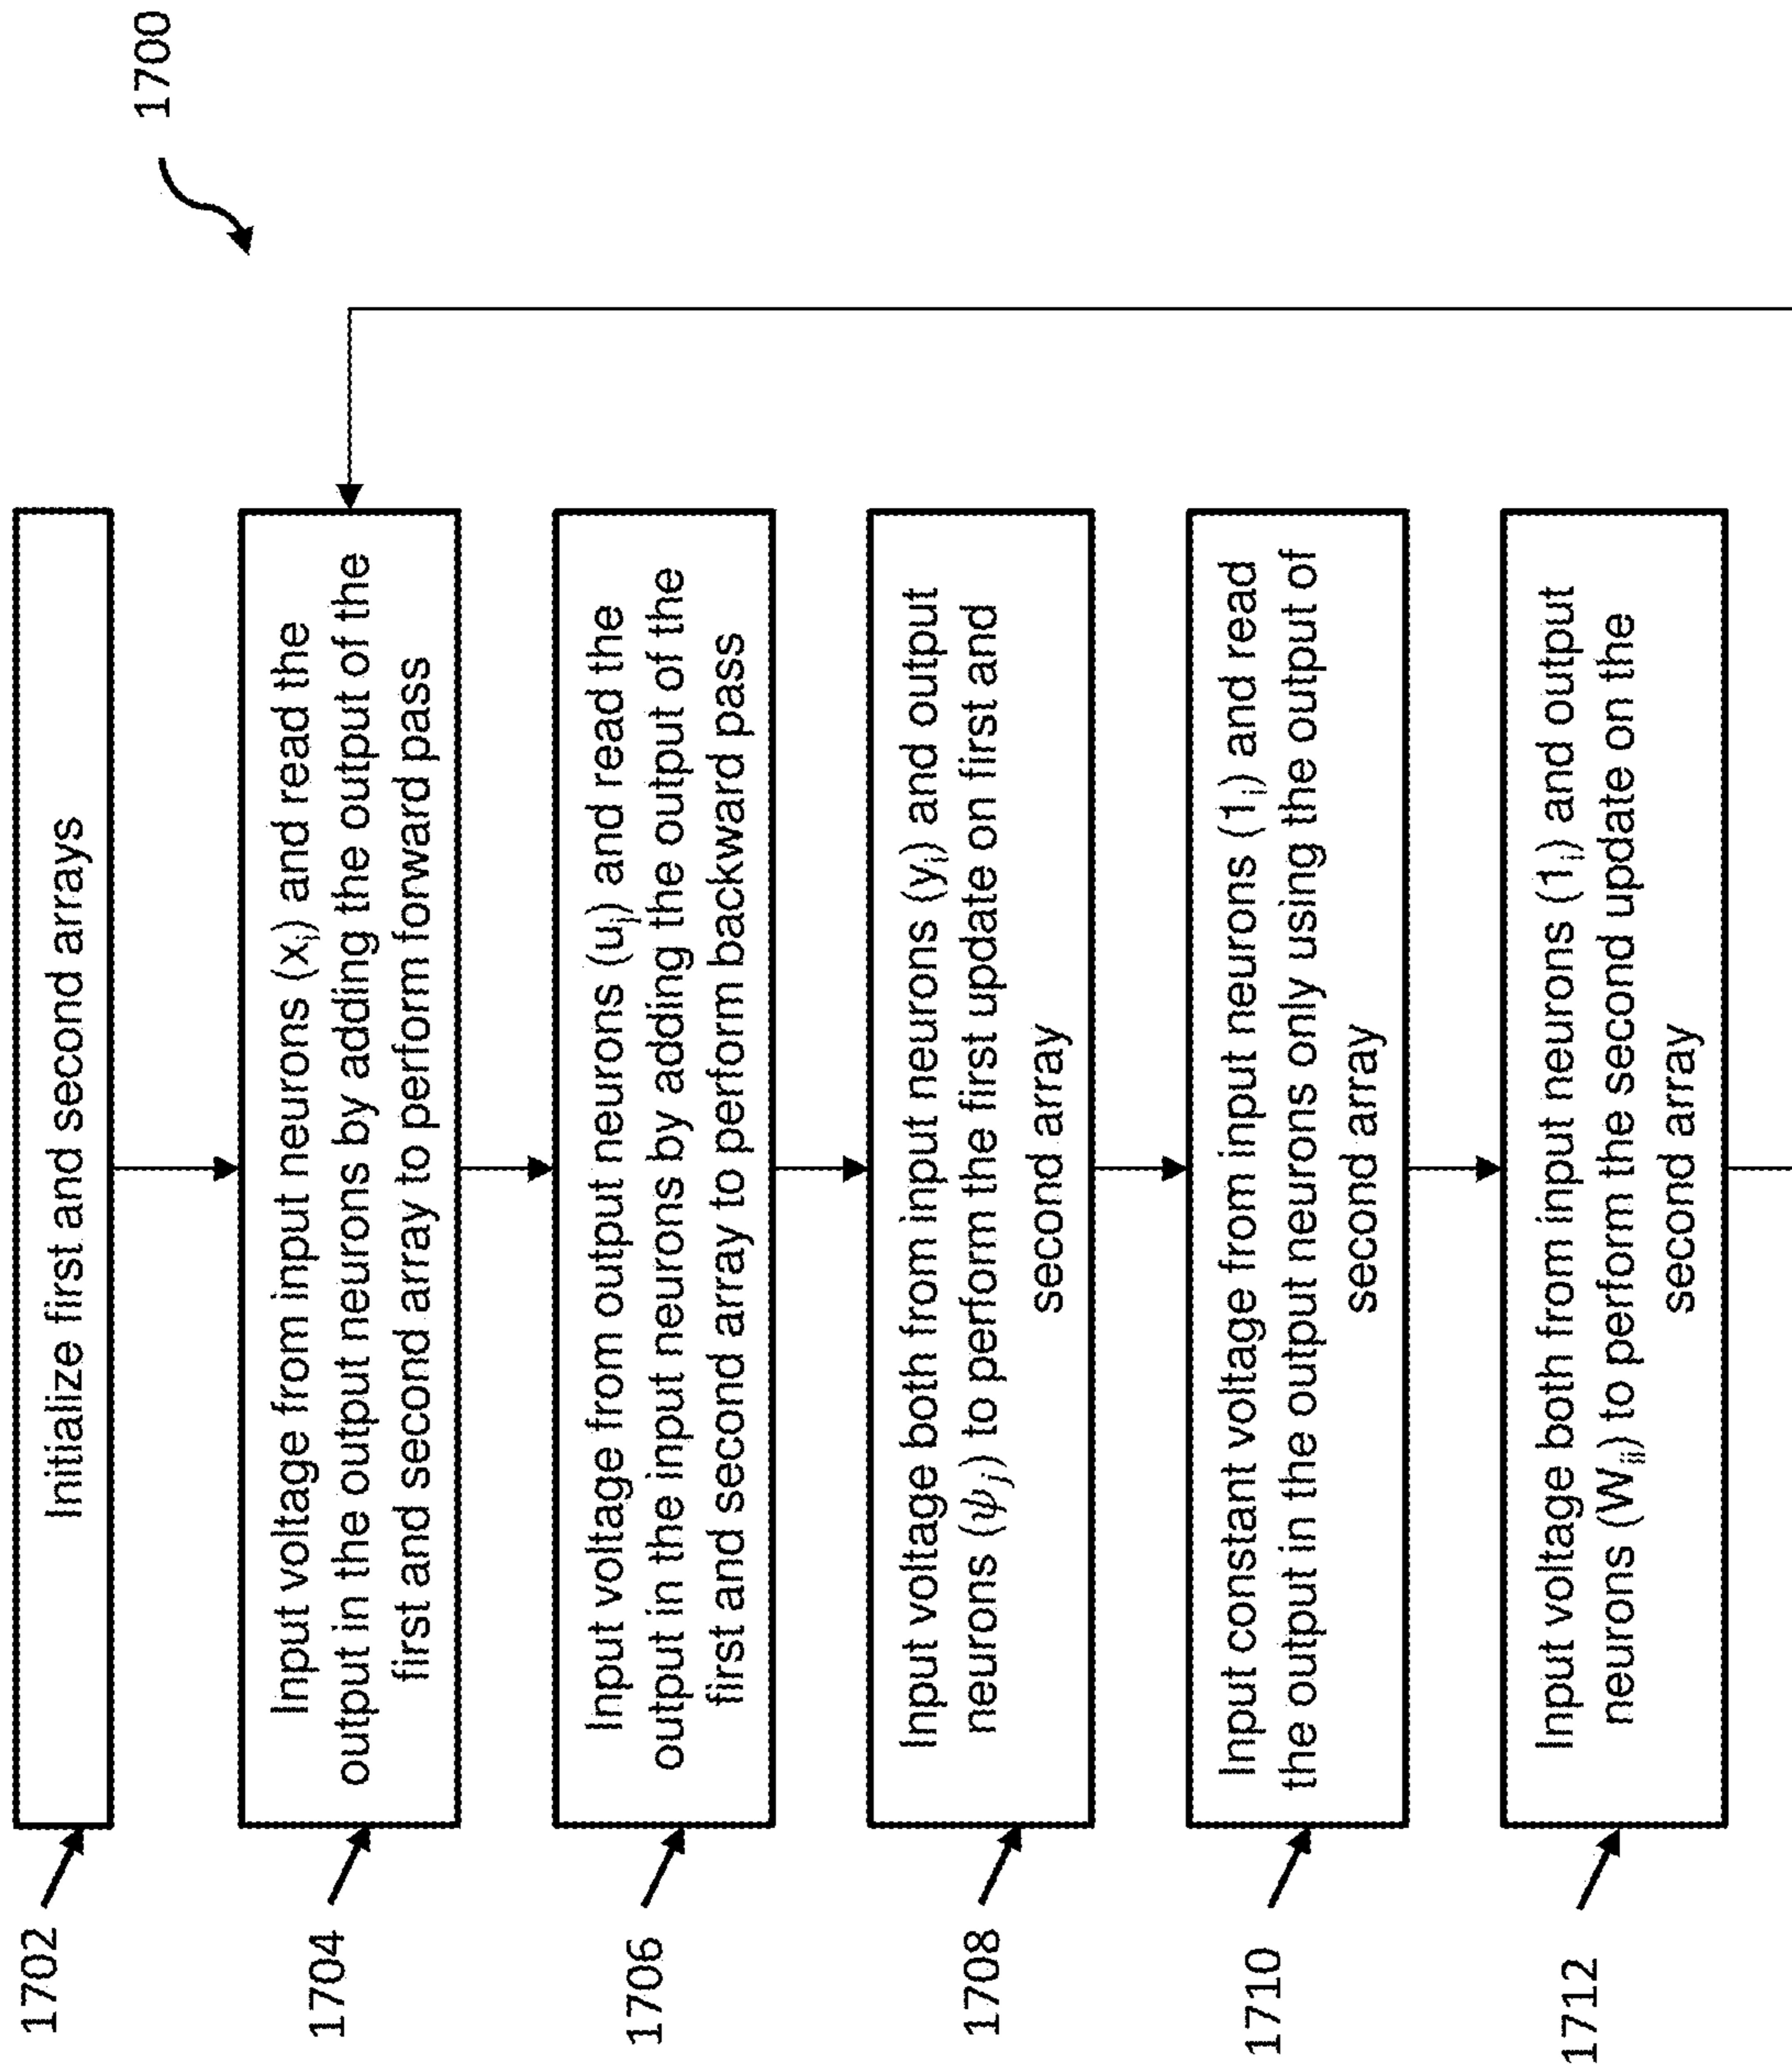 1700
1702
Initialize first and second arrays
1704
Input voltage from input neurons (xᵢ) and read the
output in the output neurons by adding the output of the
first and second array to perform forward pass
1706
Input voltage from output neurons (uⱼ) and read the
output in the input neurons by adding the output of the
first and second array to perform backward pass
1708
Input voltage both from input neurons (yᵢ) and output
neurons (ψⱼ) to perform the first update on first and
second array
1710
Input constant voltage from input neurons (1ᵢ) and read
the output in the output neurons only using the output of
second array
1712
Input voltage both from input neurons (1ᵢ) and output
neurons (Wᵢⱼ) to perform the second update on the
second array